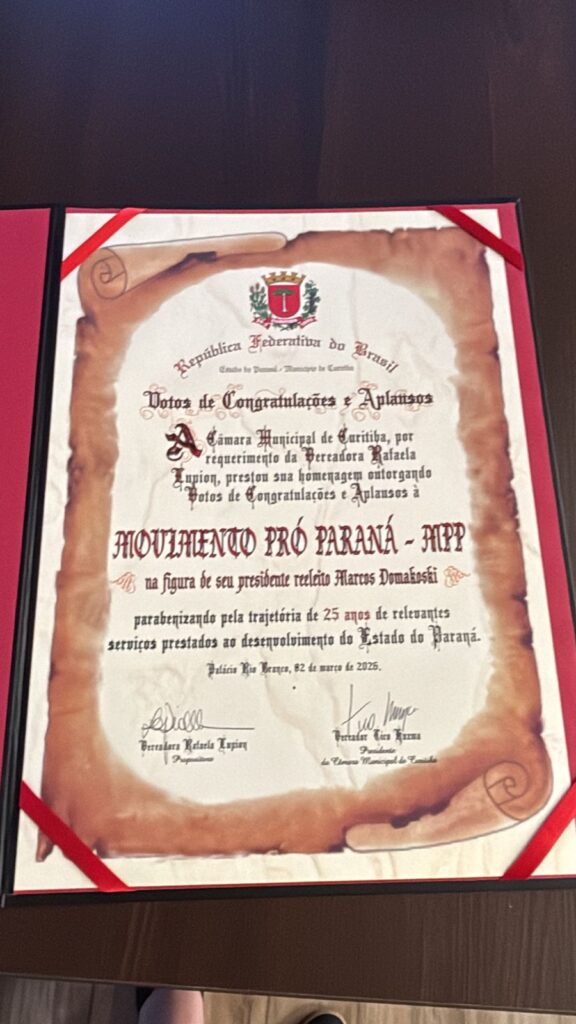 República Federativa do Brasil
Estado do Paraná - Município de Curitiba
Votos de Congratulações e Aplausos
A Câmara Municipal de Curitiba, por
requerimento da Vereadora Rafaela
Lupion, prestou sua homenagem outorgando
Votos de Congratulações e Aplausos à
MOVIMENTO PRÓ PARANÁ - MPP
na figura de seu presidente reeleito Marcos Domakoski
parabenizando pela trajetória de 25 anos de relevantes
serviços prestados ao desenvolvimento do Estado do Paraná.
Palácio Rio Branco, 02 de março de 2026.
Vereadora Rafaela Lupion
Propositora
Vereador Tico Kuzma
Presidente
da Câmara Municipal de Curitiba